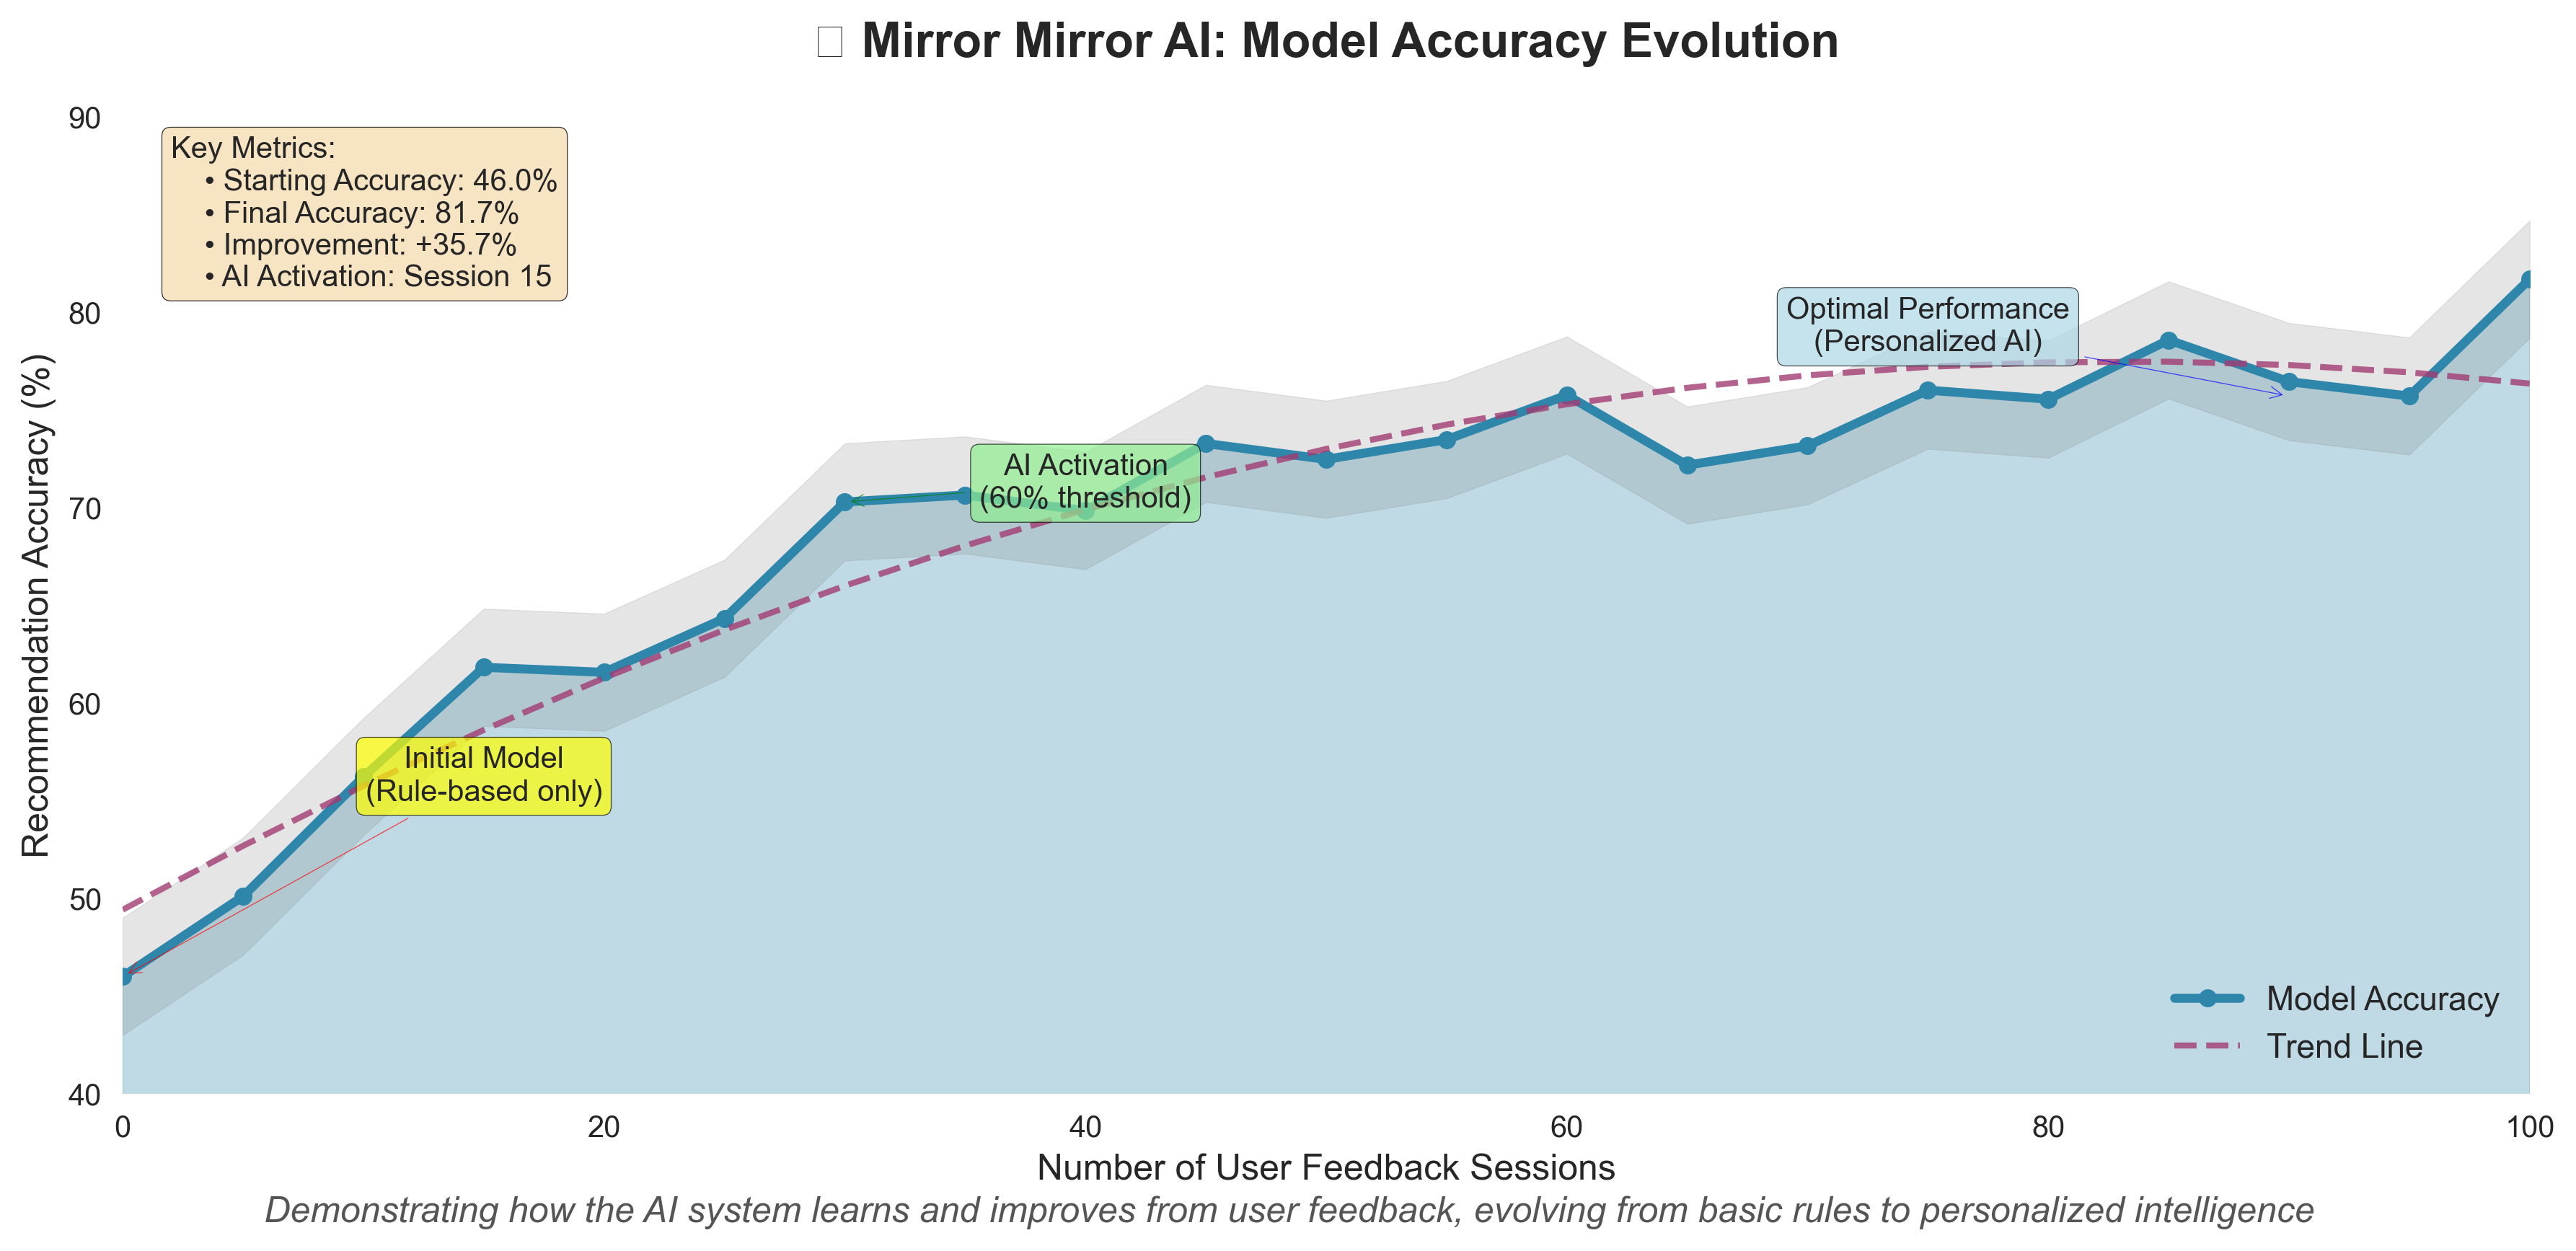 Mirror Mirror AI: Model Accuracy Evolution
Recommendation Accuracy (%)
90
80
70
60
50
40
Key Metrics:
• Starting Accuracy: 46.0%
• Final Accuracy: 81.7%
• Improvement: +35.7%
• AI Activation: Session 15
Optimal Performance
(Personalized AI)
AI Activation
(60% threshold)
Initial Model
(Rule-based only)
Model Accuracy
Trend Line
0 20 40 60 80 100
Number of User Feedback Sessions
Demonstrating how the AI system learns and improves from user feedback, evolving from basic rules to personalized intelligence